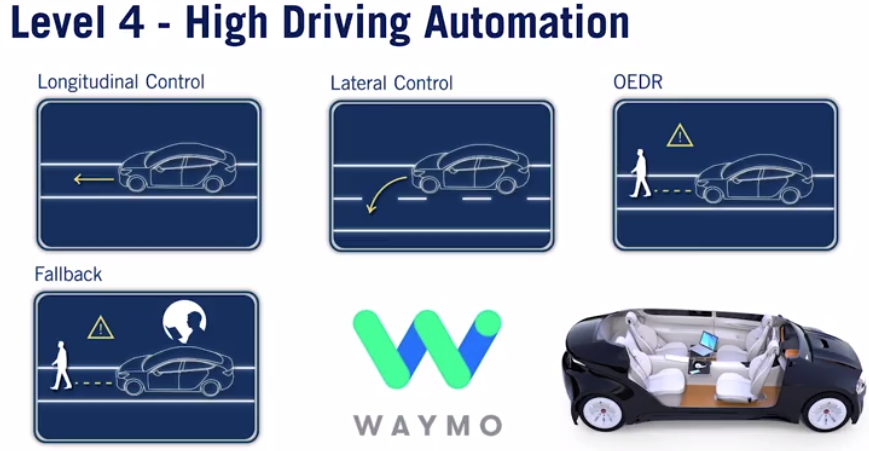 Level 4 - High Driving Automation
Longitudinal Control
Lateral Control
OEDR
Fallback
WAYMO